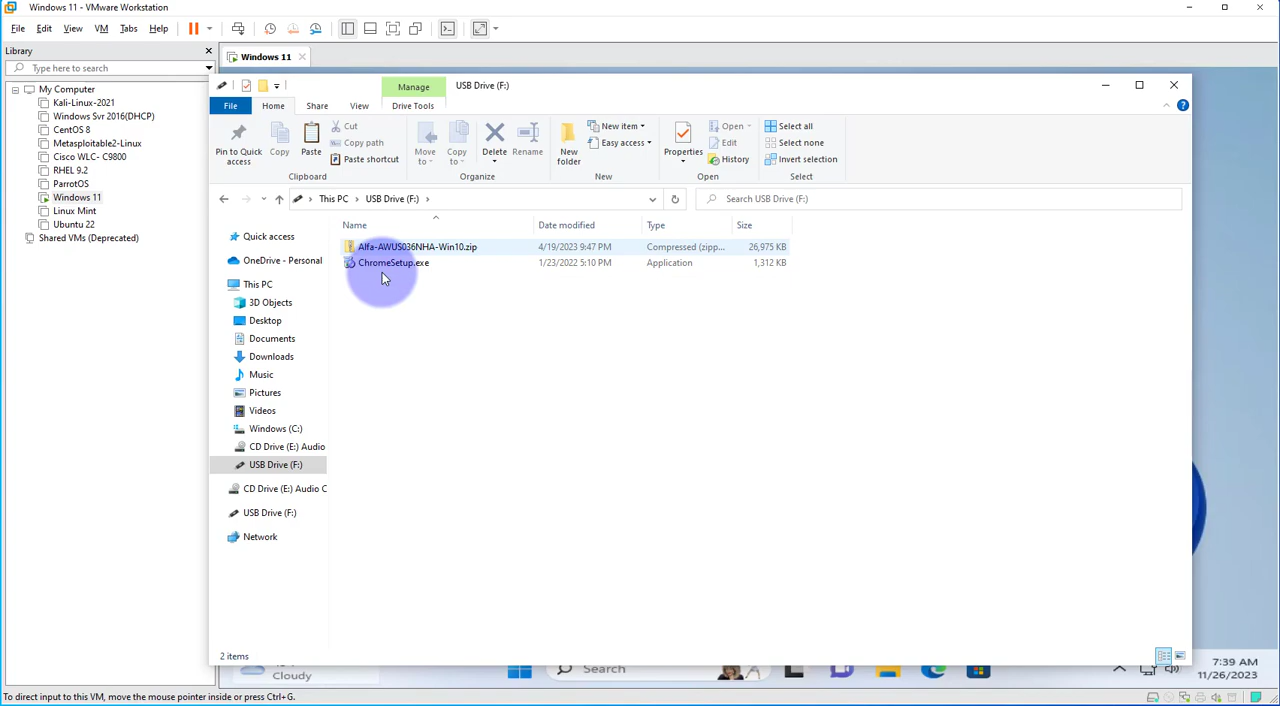 Windows 11 - VMware Workstation
File Edit View VM Tabs Help
Library
Type here to search
My Computer
Kali-Linux-2021
Windows Svr 2016(DHCP)
CentOS 8
Metasploitable2-Linux
Cisco WLC- C9800
RHEL 9.2
ParrotOS
Windows 11
Linux Mint
Ubuntu 22
Shared VMs (Deprecated)
Windows 11
Manage USB Drive (F:)
File Home Share View Drive Tools
Pin to Quick access
Copy
Paste
Cut
Copy path
Paste shortcut
Clipboard
Move to
Copy to
Delete
Rename
Organize
New folder
New item
Easy access
New
Properties
Open
Edit
History
Open
Select all
Select none
Invert selection
Select
This PC > USB Drive (F:) >
Search USB Drive (F:)
Name Date modified Type Size
Alfa-AWUS036NHA-Win10.zip 4/19/2023 9:47 PM Compressed (zipp... 26,975 KB
ChromeSetup.exe 1/23/2022 5:10 PM Application 1,312 KB
Quick access
OneDrive - Personal
This PC
3D Objects
Desktop
Documents
Downloads
Music
Pictures
Videos
Windows (C:)
CD Drive (E:) Audio
USB Drive (F:)
CD Drive (E:) Audio C
USB Drive (F:)
Network
2 items
Cloudy
Search
7:39 AM
11/26/2023
To direct input to this VM, move the mouse pointer inside or press Ctrl+G.